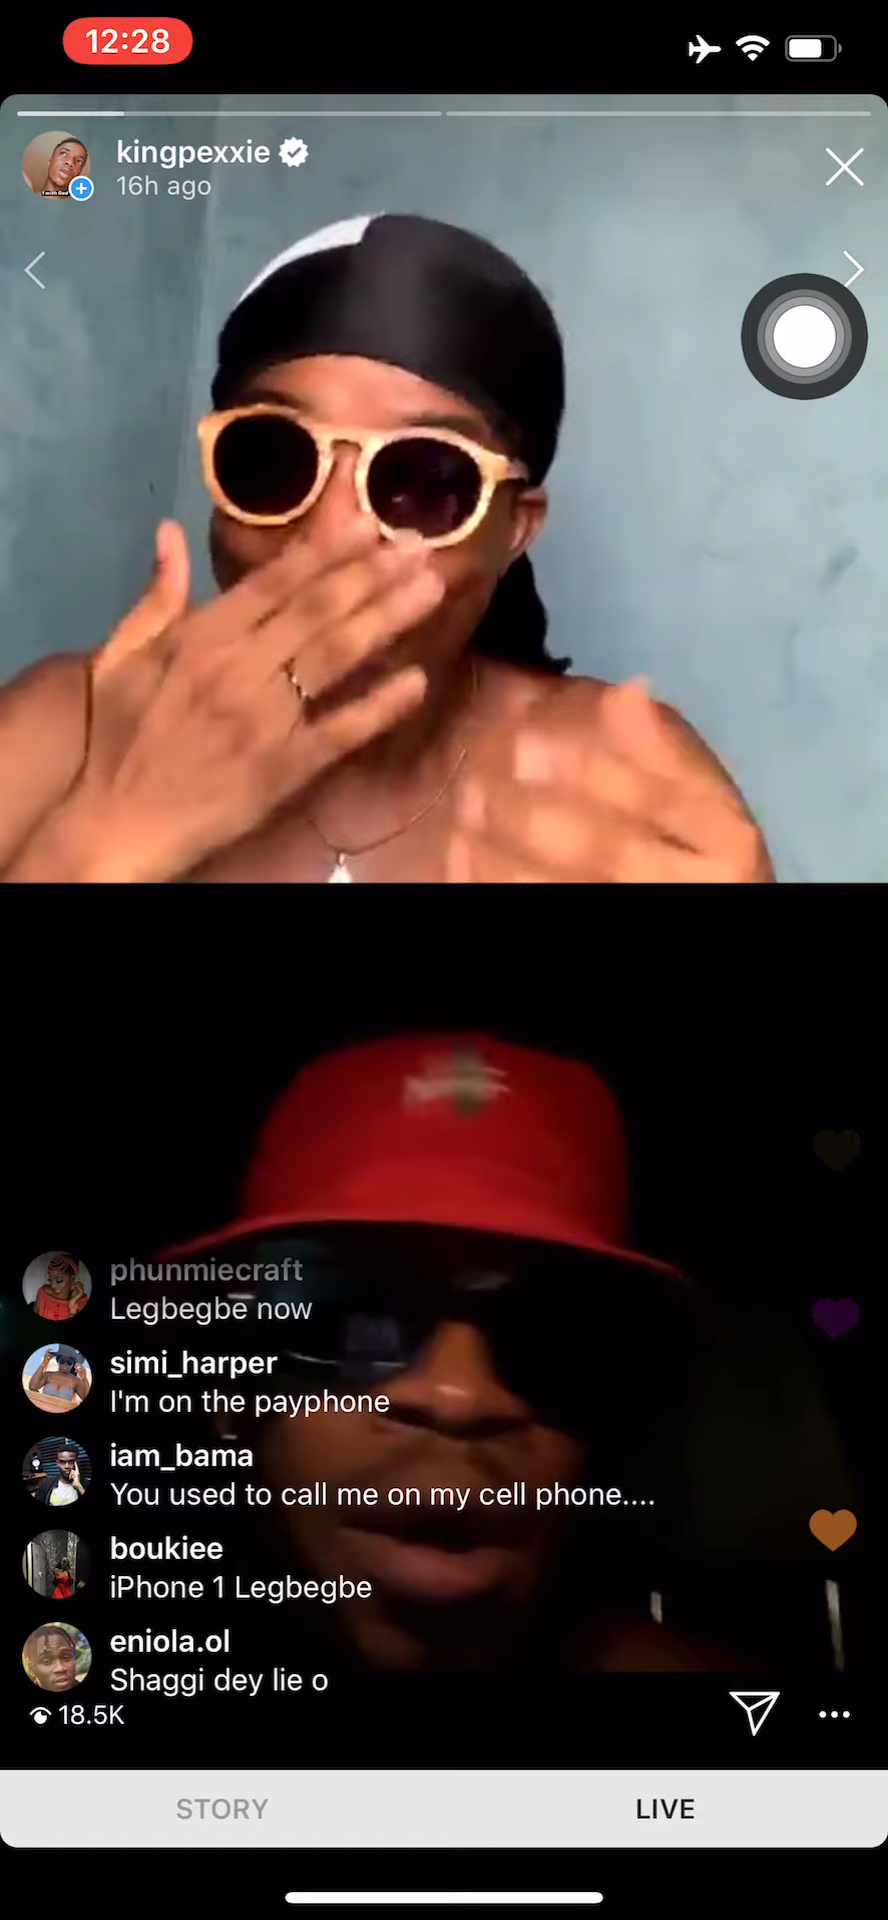 12:28
kingpexxie
16h ago
phunmiecraft
Legbegbe now
simi_harper
I'm on the payphone
iam_bama
You used to call me on my cell phone....
boukiee
iPhone 1 Legbegbe
eniola.ol
Shaggi dey lie o
18.5K
STORY
LIVE